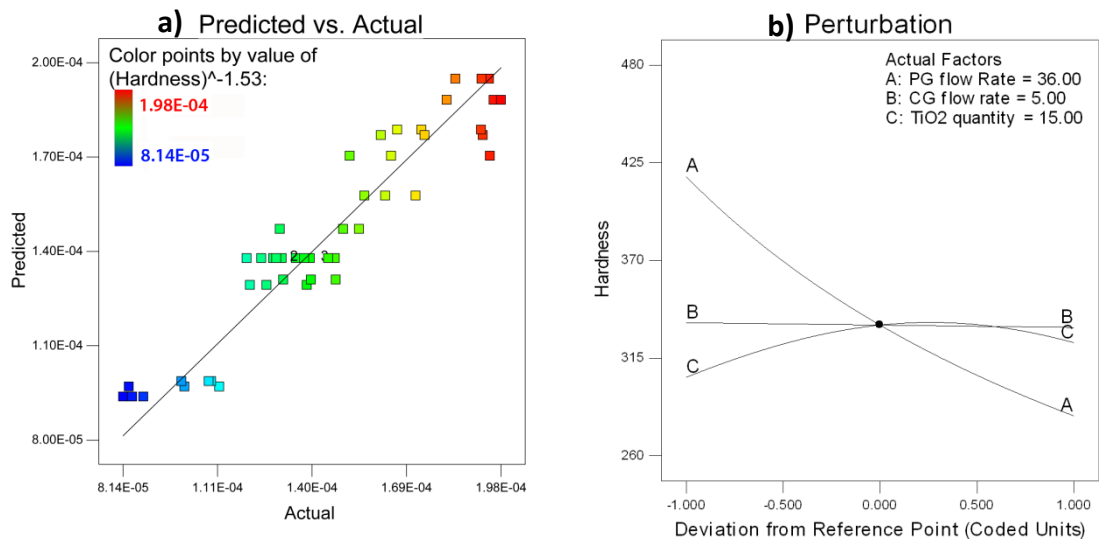 a) Predicted vs. Actual
Color points by value of
(Hardness)^-1.53:
1.98E-04
8.14E-05
2.00E-04
1.70E-04
1.40E-04
1.10E-04
8.00E-05
Predicted
2
3
8.14E-05 1.11E-04 1.40E-04 1.69E-04 1.98E-04
Actual
b) Perturbation
Actual Factors
A: PG flow Rate = 36.00
B: CG flow rate = 5.00
C: TiO2 quantity = 15.00
480
425
370
315
260
Hardness
A
B
C
B
C
A
-1.000 -0.500 0.000 0.500 1.000
Deviation from Reference Point (Coded Units)